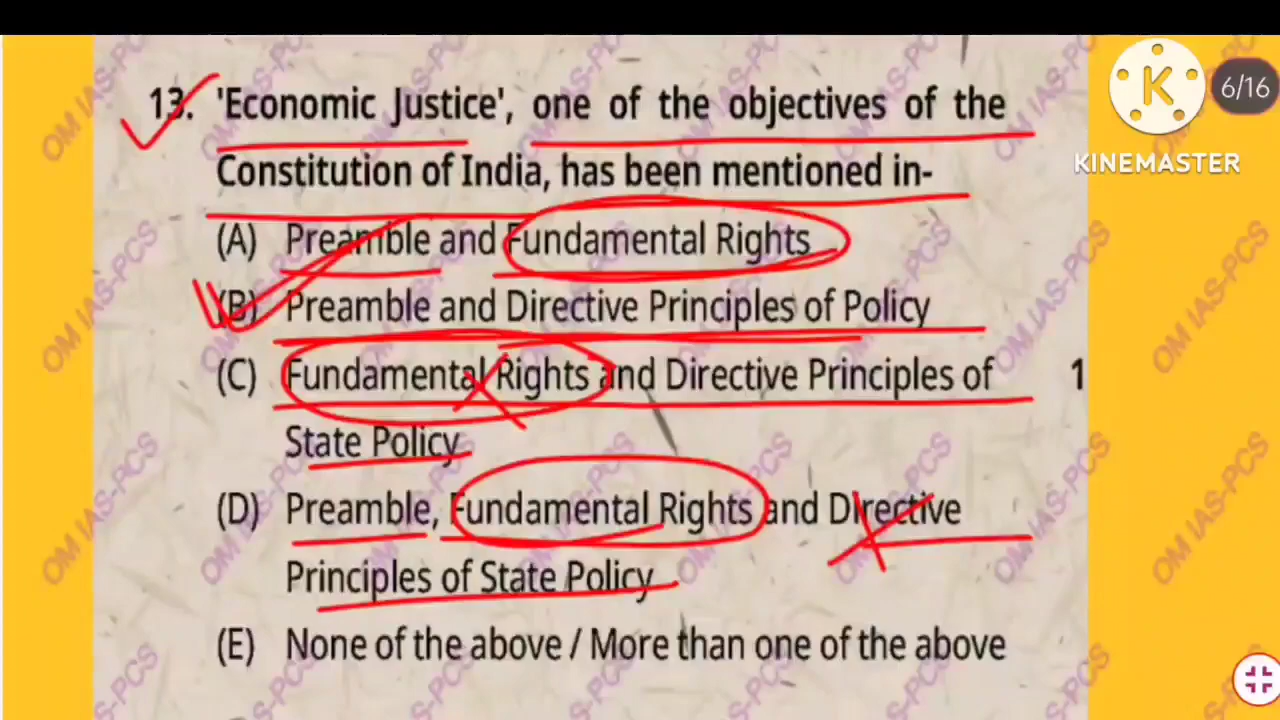 13. 'Economic Justice', one of the objectives of the
Constitution of India, has been mentioned in-
(A) Preamble and Fundamental Rights
(B) Preamble and Directive Principles of Policy
(C) Fundamental Rights and Directive Principles of
State Policy
(D) Preamble, Fundamental Rights and Directive
Principles of State Policy
(E) None of the above / More than one of the above
1
6/16
K
KINEMASTER
OM IAS-PCS